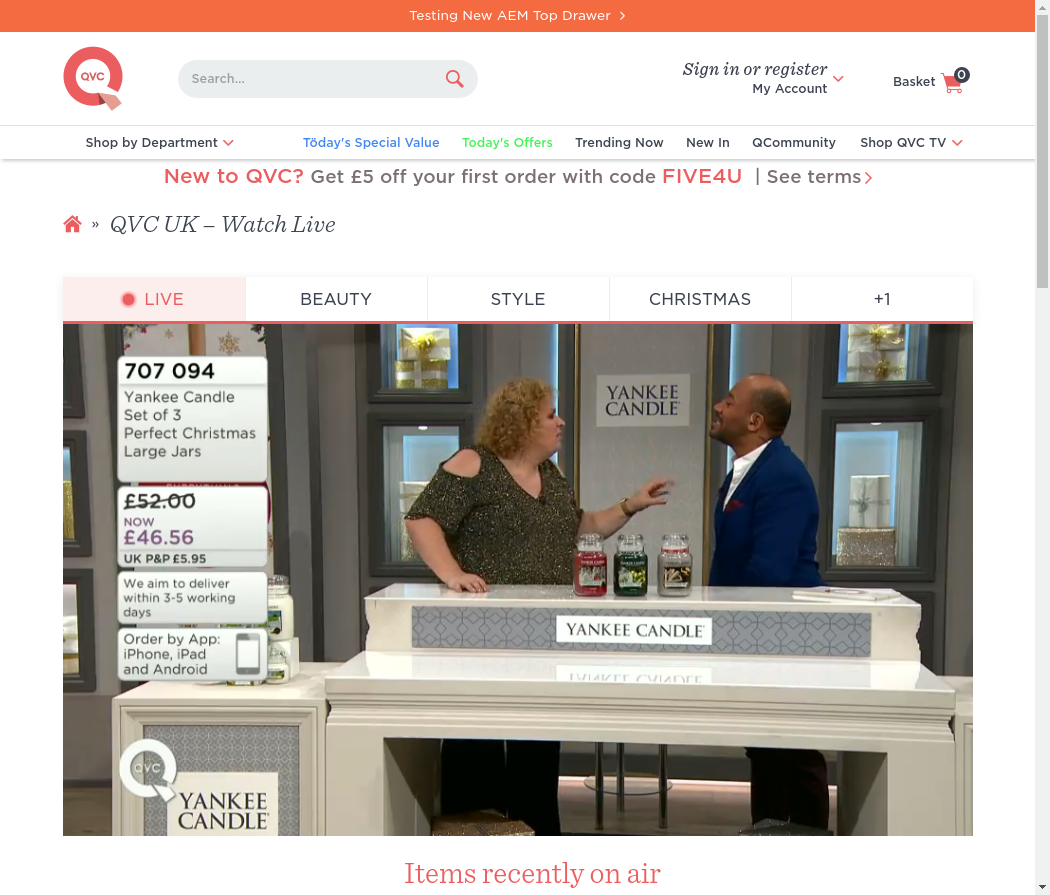 Testing New AEM Top Drawer
QVC
Search...
Sign in or register
My Account
Basket
0
Shop by Department
Töday's Special Value
Today's Offers
Trending Now
New In
QCommunity
Shop QVC TV
New to QVC? Get £5 off your first order with code FIVE4U | See terms
» QVC UK – Watch Live
LIVE
BEAUTY
STYLE
CHRISTMAS
+1
707 094
Yankee Candle
Set of 3
Perfect Christmas
Large Jars
£52.00
NOW
£46.56
UK P&P £5.95
We aim to deliver
within 3-5 working
days
Order by App:
iPhone, iPad
and Android
YANKEE
CANDLE
YANKEE CANDLE
QVC
YANKEE
CANDLE
Items recently on air